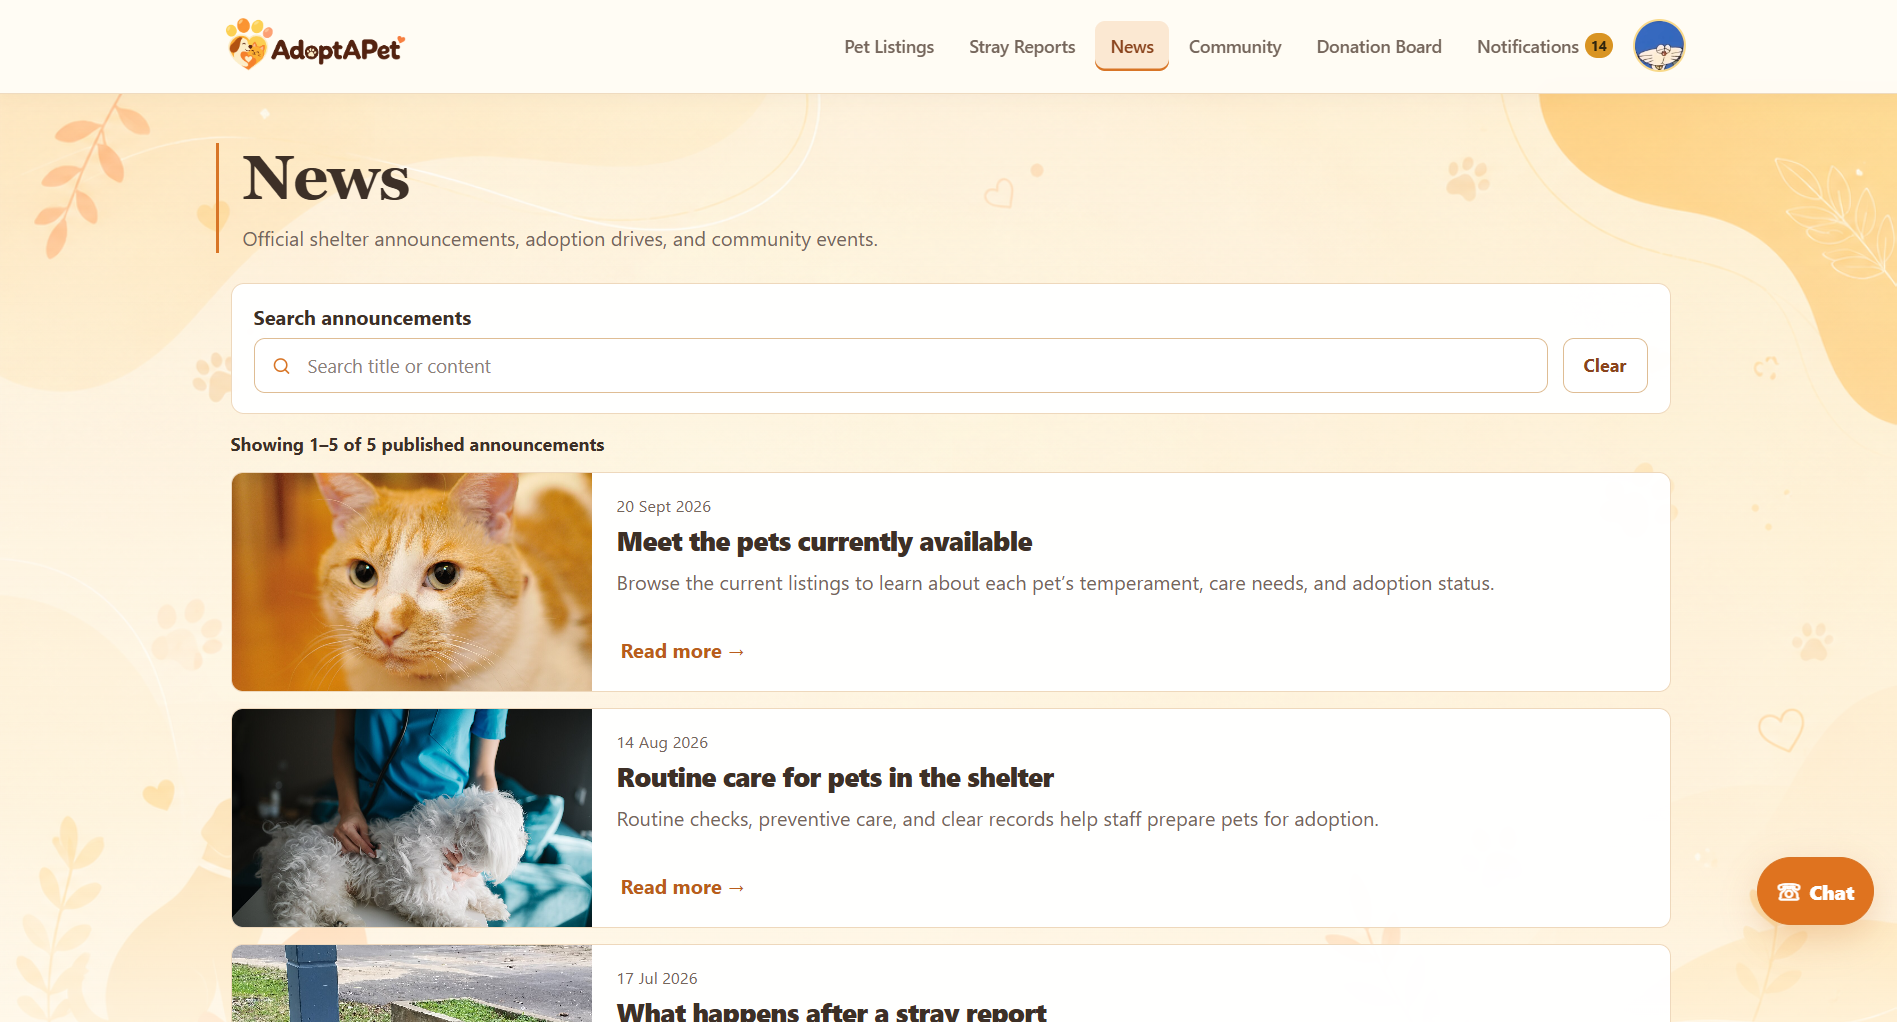 AdoptAPet
Pet Listings
Stray Reports
News
Community
Donation Board
Notifications 14
News
Official shelter announcements, adoption drives, and community events.
Search announcements
Search title or content
Clear
Showing 1–5 of 5 published announcements
20 Sept 2026
Meet the pets currently available
Browse the current listings to learn about each pet’s temperament, care needs, and adoption status.
Read more →
14 Aug 2026
Routine care for pets in the shelter
Routine checks, preventive care, and clear records help staff prepare pets for adoption.
Read more →
17 Jul 2026
What happens after a stray report
☎ Chat